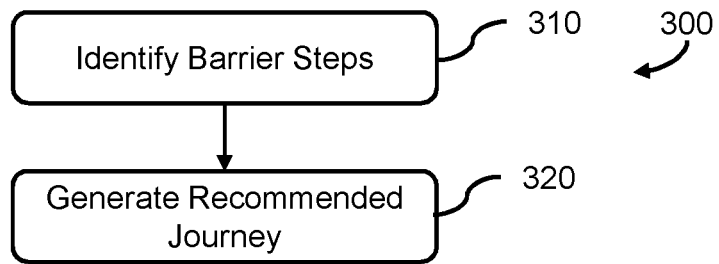 Identify Barrier Steps
310
300
Generate Recommended
Journey
320